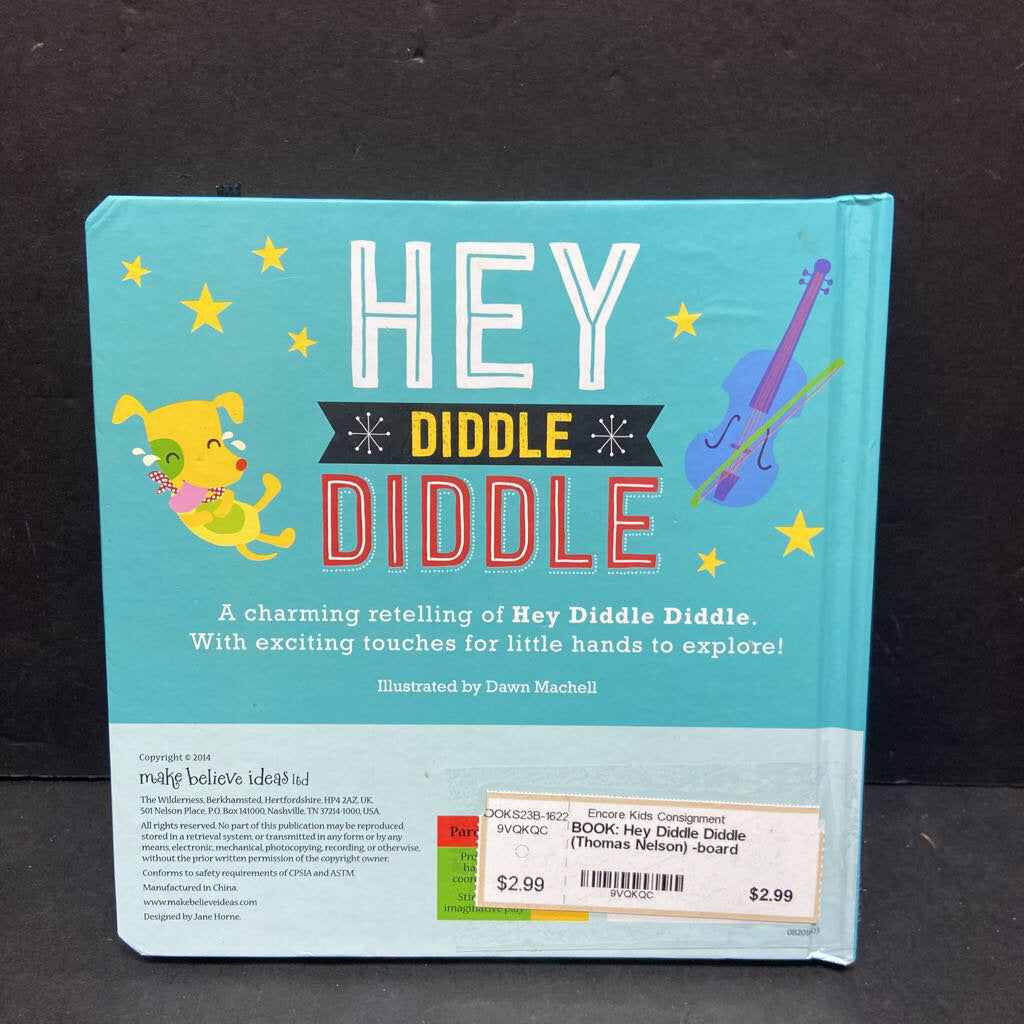 HEY
DIDDLE
DIDDLE
A charming retelling of Hey Diddle Diddle.
With exciting touches for little hands to explore!
Illustrated by Dawn Machell
Copyright © 2014
make believe ideas ltd
The Wilderness, Berkhamsted, Hertfordshire, HP4 2AZ, UK.
501 Nelson Place, P.O. Box 141000, Nashville, TN 37214-1000, USA.
All rights reserved. No part of this publication may be reproduced,
stored in a retrieval system, or transmitted in any form or by any
means, electronic, mechanical, photocopying, recording, or otherwise,
without the prior written permission of the copyright owner.
Conforms to safety requirements of CPSIA and ASTM.
Manufactured in China.
www.makebelieveideas.com
Designed by Jane Horne.
imaginative play
OOKS23B-1622
9VQKQC
$2.99
Encore Kids Consignment
BOOK: Hey Diddle Diddle
(Thomas Nelson) -board
9VQKQC
$2.99